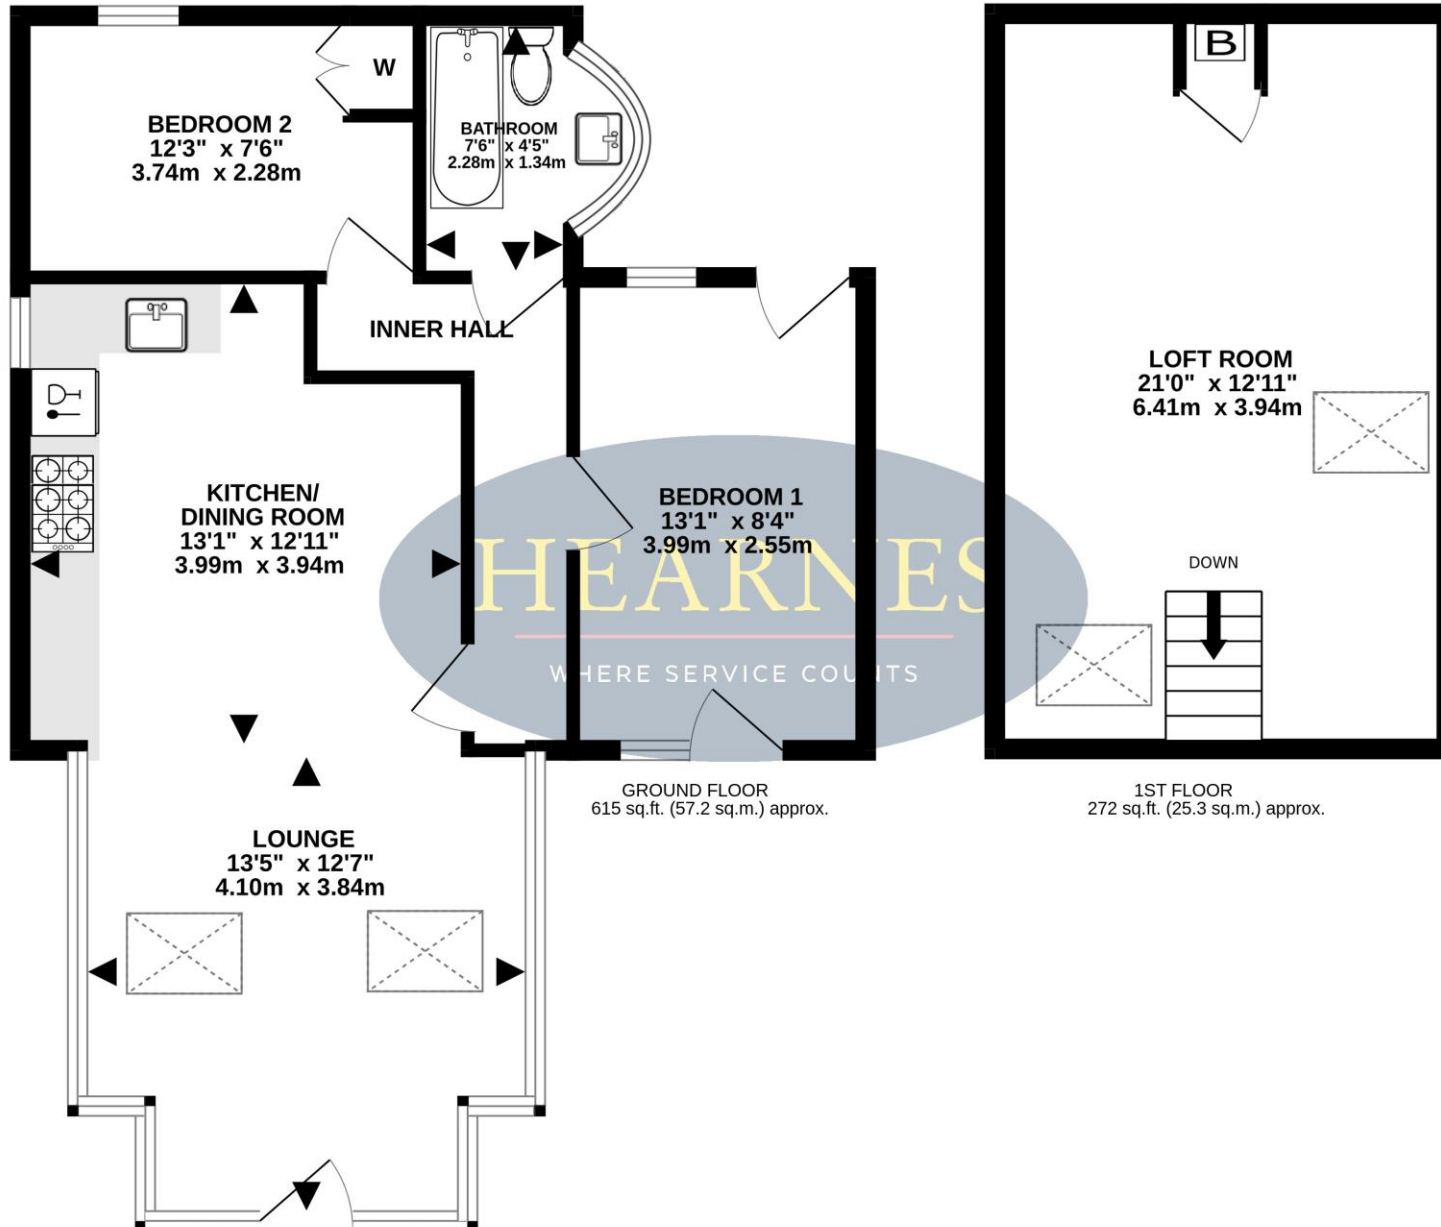 BEDROOM 2
12'3" x 7'6"
3.74m x 2.28m
W
BATHROOM
7'6" x 4'5"
2.28m x 1.34m
B
INNER HALL
LOFT ROOM
21'0" x 12'11"
6.41m x 3.94m
KITCHEN/
DINING ROOM
13'1" x 12'11"
3.99m x 3.94m
BEDROOM 1
13'1" x 8'4"
3.99m x 2.55m
HEARNES
WHERE SERVICE COUNTS
DOWN
GROUND FLOOR
615 sq.ft. (57.2 sq.m.) approx.
1ST FLOOR
272 sq.ft. (25.3 sq.m.) approx.
LOUNGE
13'5" x 12'7"
4.10m x 3.84m